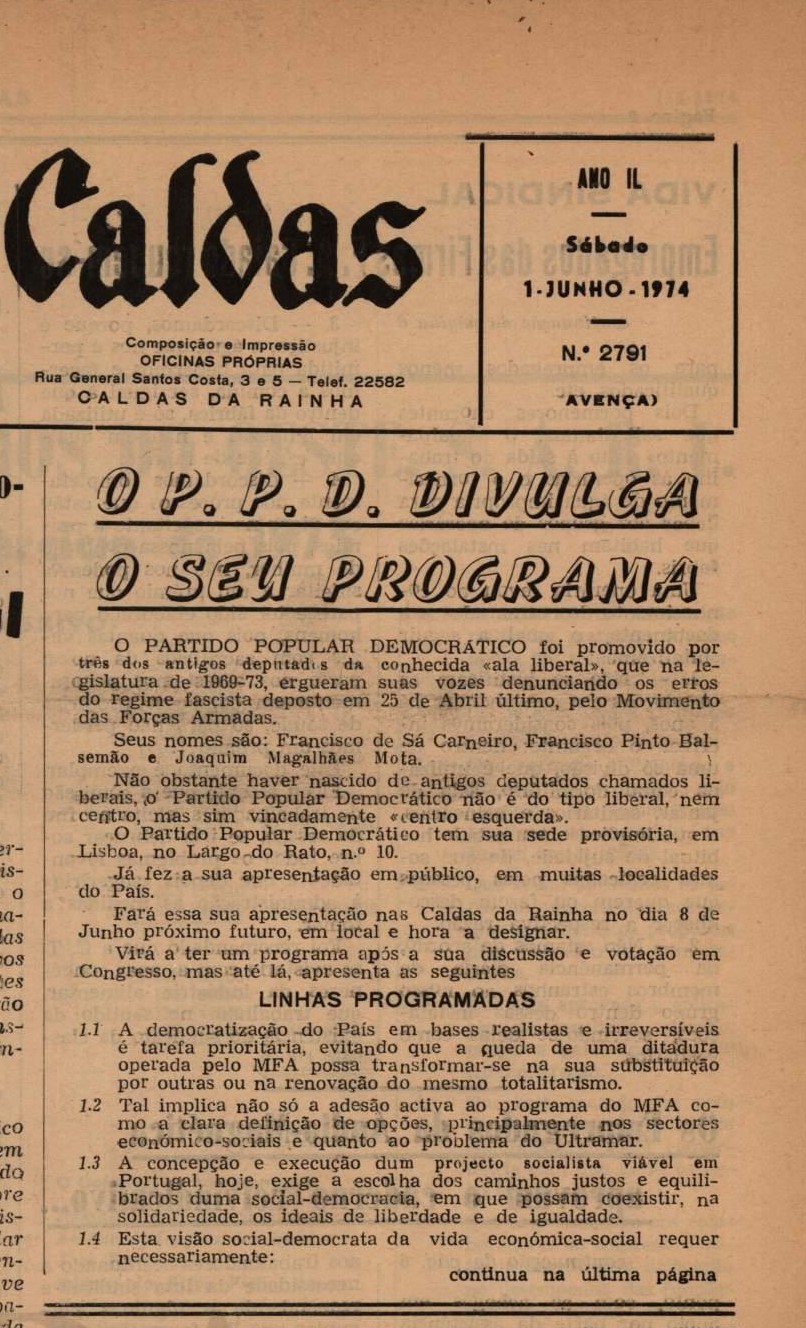 Caldas
Composição e Impressão
OFICINAS PRÓPRIAS
Rua General Santos Costa, 3 e 5 — Telef. 22582
CALDAS DA RAINHA
ANO IL
Sábado
1-JUNHO-1974
N.º 2791
AVENÇA)
O P. P. D. DIVULGA
O SEU PROGRAMA
O PARTIDO POPULAR DEMOCRÁTICO foi promovido por
três dos antigos deputados da conhecida «ala liberal», que na le-
gislatura de 1969-73, ergueram suas vozes denunciando os erros
do regime fascista deposto em 25 de Abril último, pelo Movimento
das Forças Armadas.
Seus nomes são: Francisco de Sá Carneiro, Francisco Pinto Bal-
semão e Joaquim Magalhães Mota.
Não obstante haver nascido de antigos deputados chamados li-
berais, o Partido Popular Democrático não é do tipo liberal, nem
centro, mas sim vincadamente «centro esquerda».
O Partido Popular Democrático tem sua sede provisória, em
Lisboa, no Largo do Rato, n.º 10.
Já fez a sua apresentação em público, em muitas localidades
do País.
Fará essa sua apresentação nas Caldas da Rainha no dia 8 de
Junho próximo futuro, em local e hora a designar.
Virá a ter um programa após a sua discussão e votação em
Congresso, mas até lá, apresenta as seguintes
LINHAS PROGRAMADAS
1.1 A democratização do País em bases realistas e irreversíveis
é tarefa prioritária, evitando que a queda de uma ditadura
operada pelo MFA possa transformar-se na sua substituição
por outras ou na renovação do mesmo totalitarismo.
1.2 Tal implica não só a adesão activa ao programa do MFA co-
mo a clara definição de opções, principalmente nos sectores
económico-sociais e quanto ao problema do Ultramar.
1.3 A concepção e execução dum projecto socialista viável em
Portugal, hoje, exige a escolha dos caminhos justos e equili-
brados duma social-democracia, em que possam coexistir, na
solidariedade, os ideais de liberdade e de igualdade.
1.4 Esta visão social-democrata da vida económica-social requer
necessariamente:
continua na última página